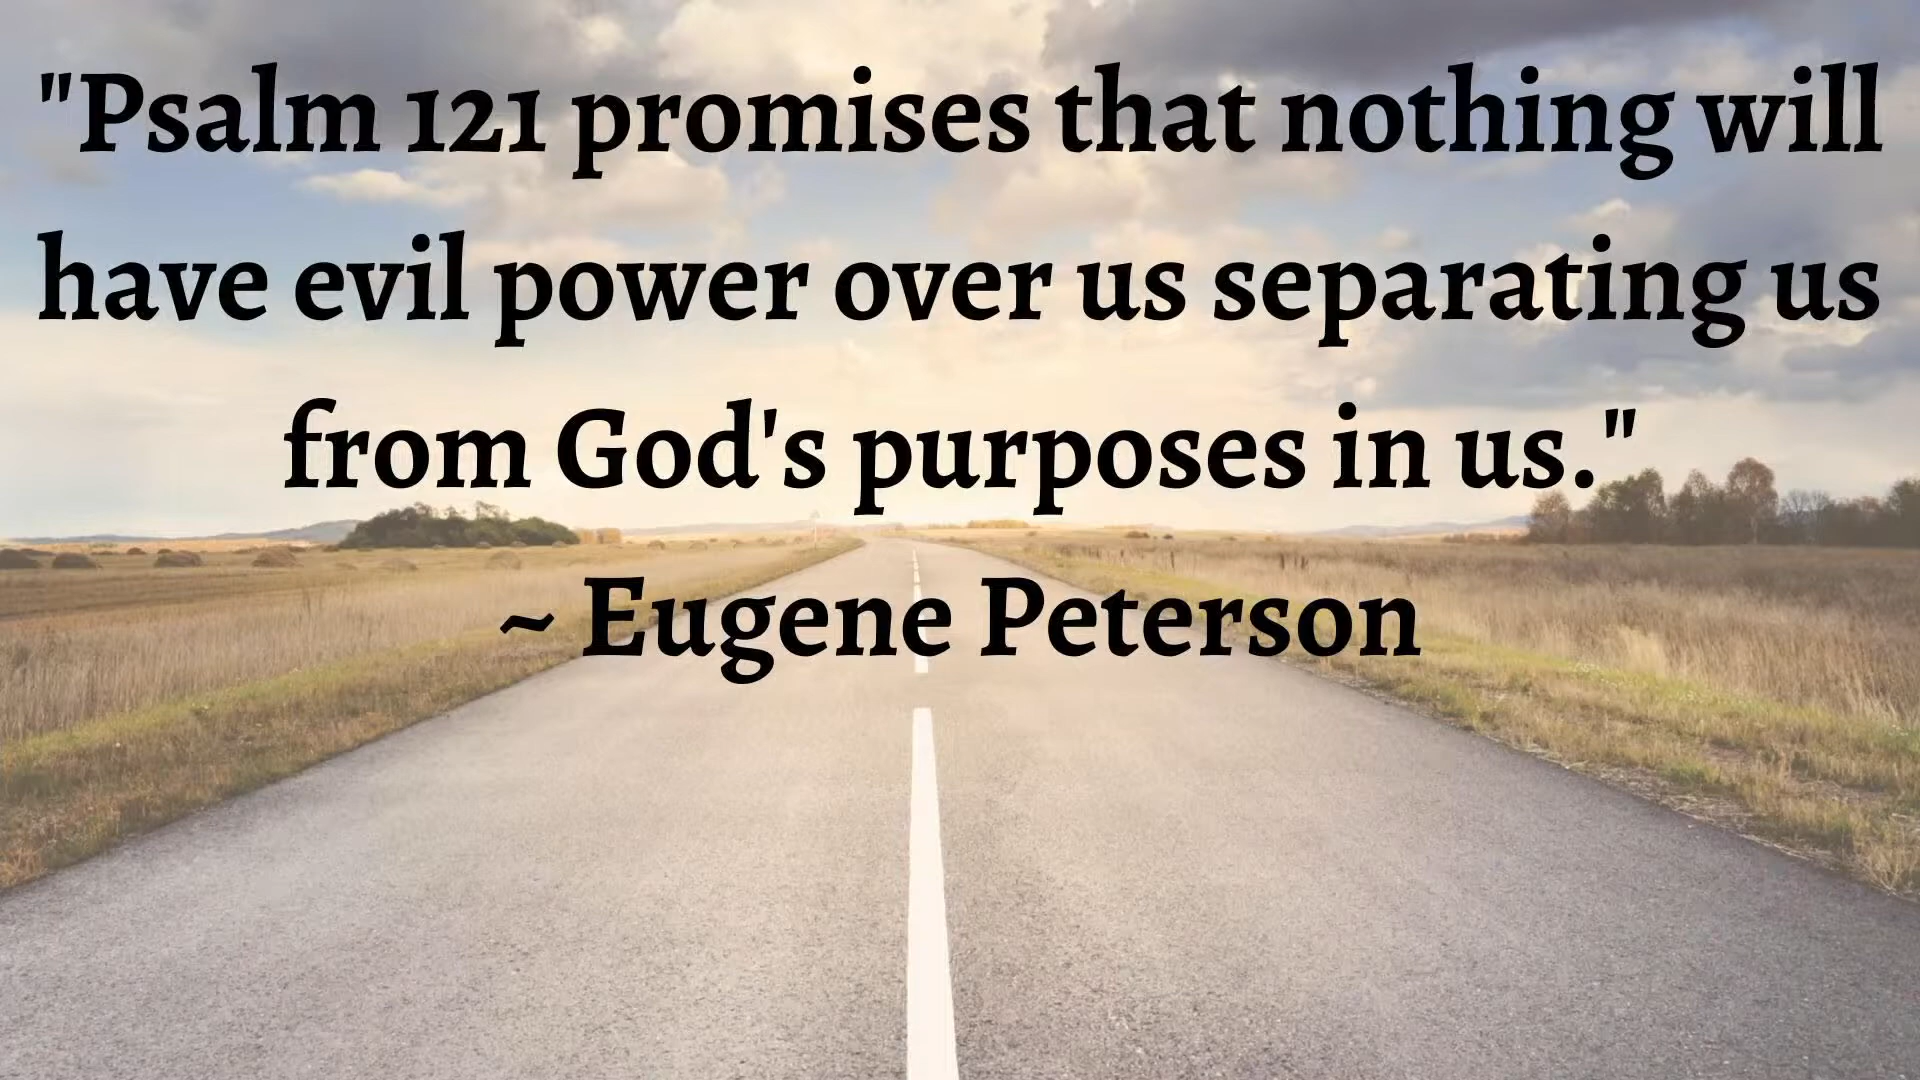 "Psalm 121 promises that nothing will
have evil power over us separating us
from God's purposes in us."
~ Eugene Peterson